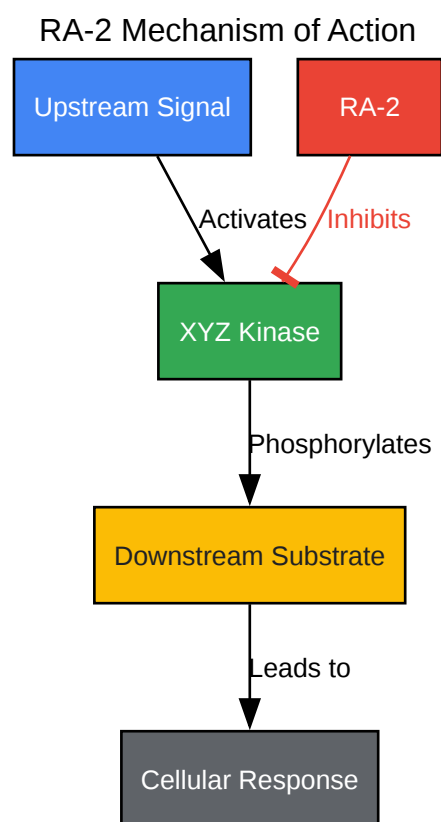 RA-2 Mechanism of Action
Upstream Signal
RA-2
Activates
Inhibits
XYZ Kinase
Phosphorylates
Downstream Substrate
Leads to
Cellular Response